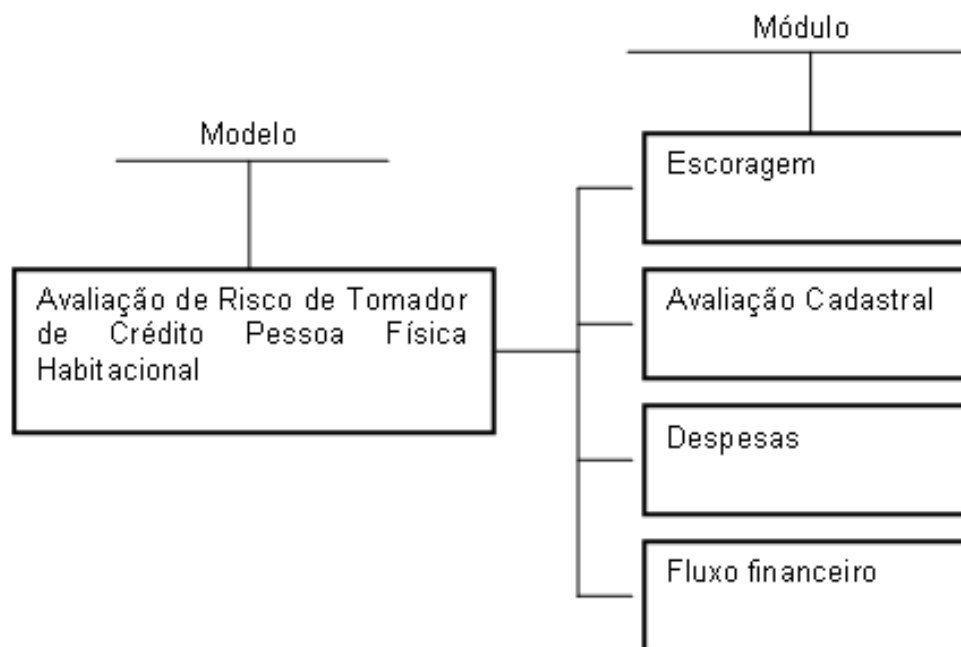 Módulo
Modelo
Escoragem
Avaliação de Risco de Tomador
de Crédito Pessoa Física
Habitacional
Avaliação Cadastral
Despesas
Fluxo financeiro